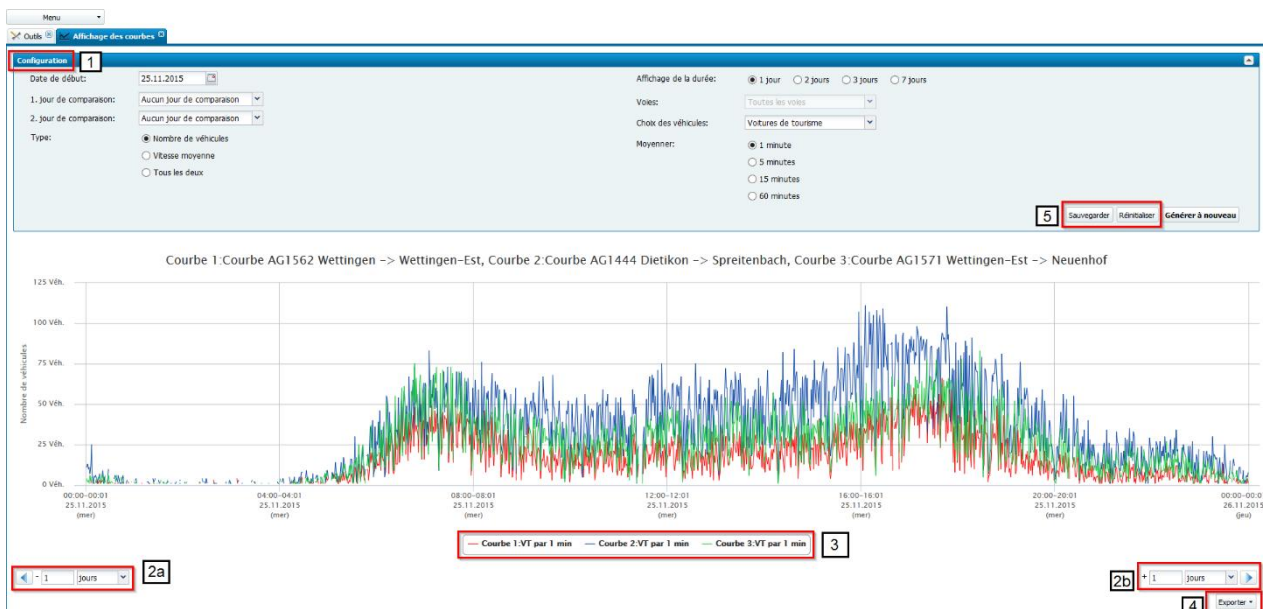 Menu
Outils Affichage des courbes
Configuration 1
Date de début: 25.11.2015
Affichage de la durée: 1 jour 2 jours 3 jours 7 jours
1. jour de comparaison: Aucun jour de comparaison
Voies: Toutes les voies
2. jour de comparaison: Aucun jour de comparaison
Choix des véhicules: Voitures de tourisme
Type: Nombre de véhicules
Moyenner: 1 minute
Vitesse moyenne
5 minutes
Tous les deux
15 minutes
60 minutes
5 Sauvegarder Réinitialiser Générer à nouveau
Courbe 1:Courbe AG1562 Wettingen -> Wettingen-Est, Courbe 2:Courbe AG1444 Dietikon -> Spreitenbach, Courbe 3:Courbe AG1571 Wettingen-Est -> Neuenhof
Nombre de véhicules
125 Véh.
100 Véh.
75 Véh.
50 Véh.
25 Véh.
0 Véh.
00:00-00:01 04:00-04:01 08:00-08:01 12:00-12:01 16:00-16:01 20:00-20:01 00:00-00:0
25.11.2015 25.11.2015 25.11.2015 25.11.2015 25.11.2015 25.11.2015 26.11.2015
(mer) (mer) (mer) (mer) (mer) (mer) (jeu)
Courbe 1:VT par 1 min Courbe 2:VT par 1 min Courbe 3:VT par 1 min 3
- 1 jours 2a
2b + 1 jours
4 Exporter